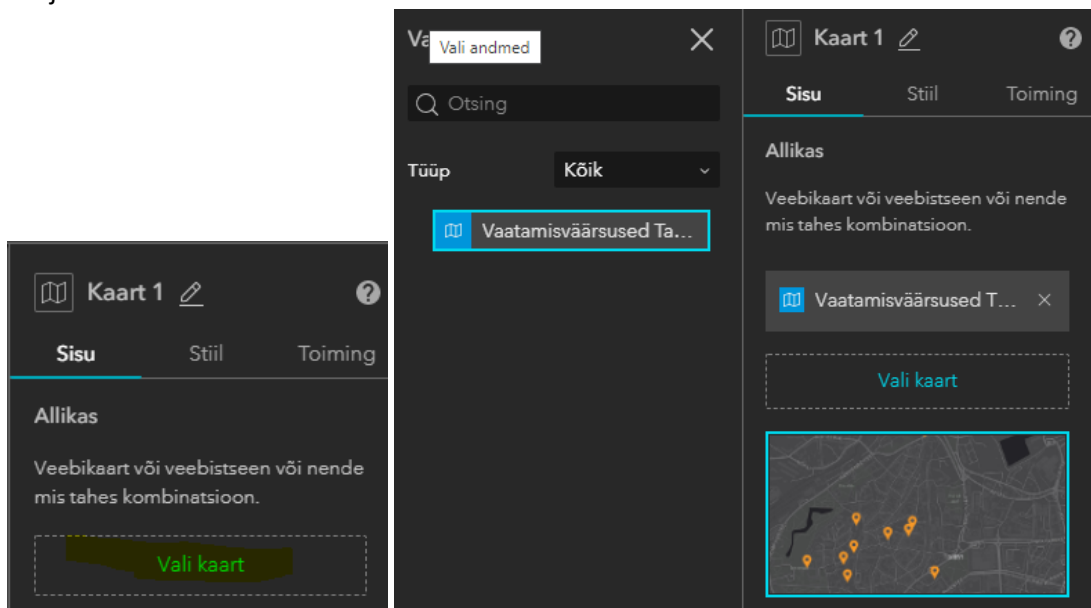 Kaart 1
Sisu Stiil Toiming
Allikas
Veebikaart või veebistseen või nende
mis tahes kombinatsioon.
Vali kaart
Vali andmed
Otsing
Tüüp Kõik
Vaatamisväärsused Ta...
Kaart 1
Sisu Stiil Toiming
Allikas
Veebikaart või veebistseen või nende
mis tahes kombinatsioon.
Vaatamisväärsused T...
Vali kaart